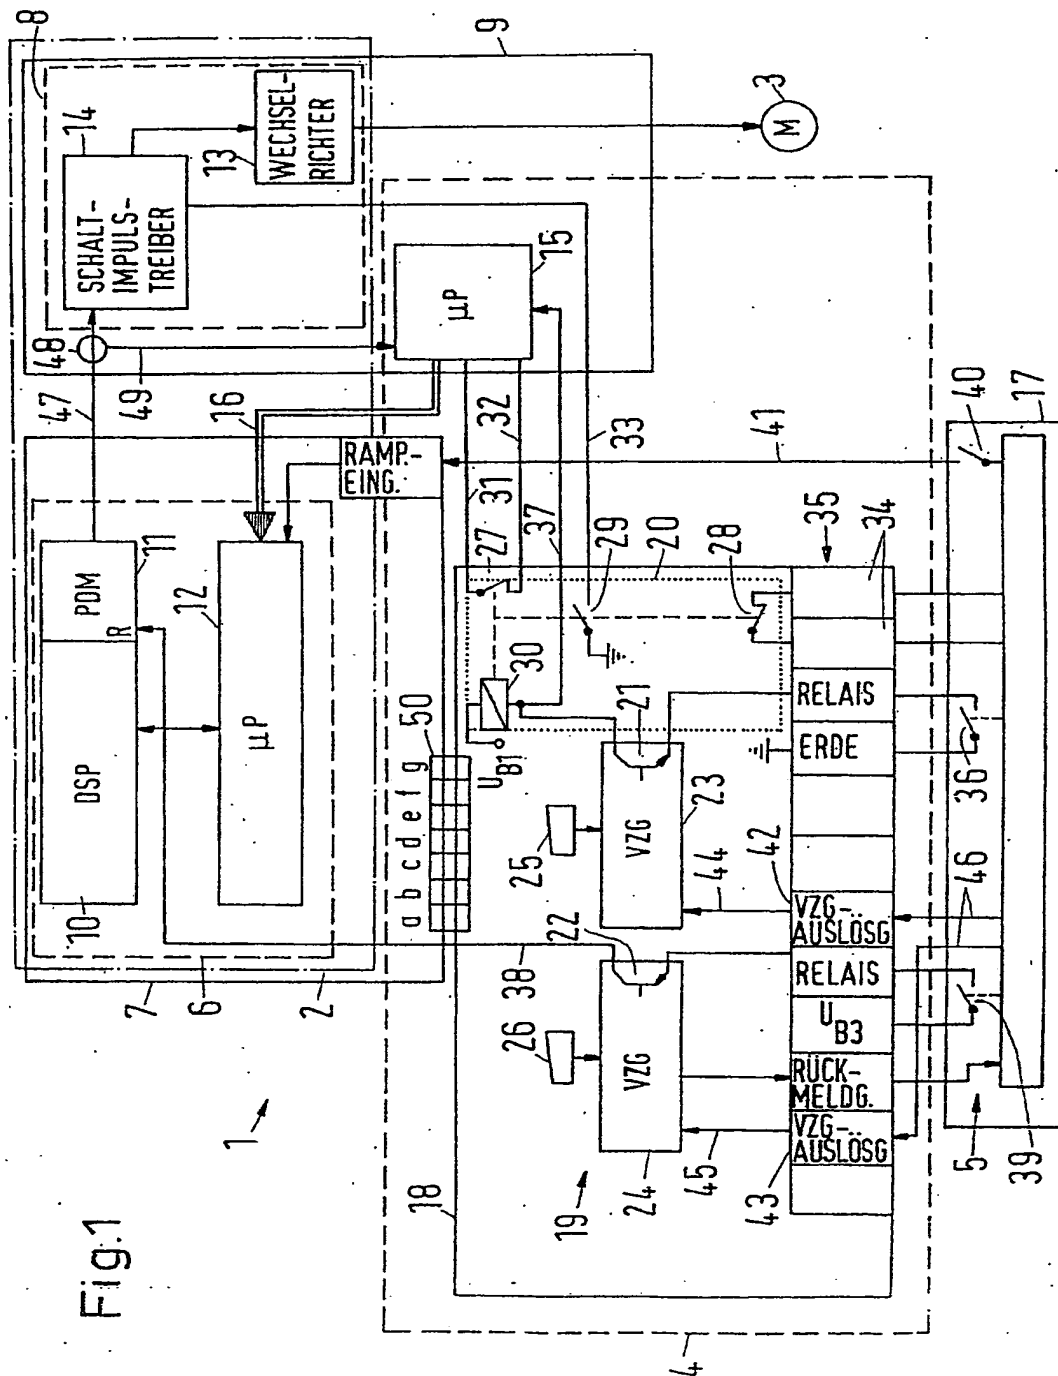 Fig.1
1
2
6
7
8
9
10
DSP
PDM
R
11
12
µP
RAMP.-
EING.
47
48
49
16
14
SCHALT-
IMPULS-
TREIBER
13
WECHSEL-
RICHTER
3
M
15
µP
31
32
33
37
41
4
18
19
a b c d e f g
50
U B1
30
27
29
28
20
21
22
23
24
VZG
VZG
25
26
38
44
45
42
43
35
34
VZG-
AUSLÖSG
RÜCK-
MELDG.
U B3
RELAIS
VZG-
AUSLÖSG
ERDE
RELAIS
5
39
46
36
40
17